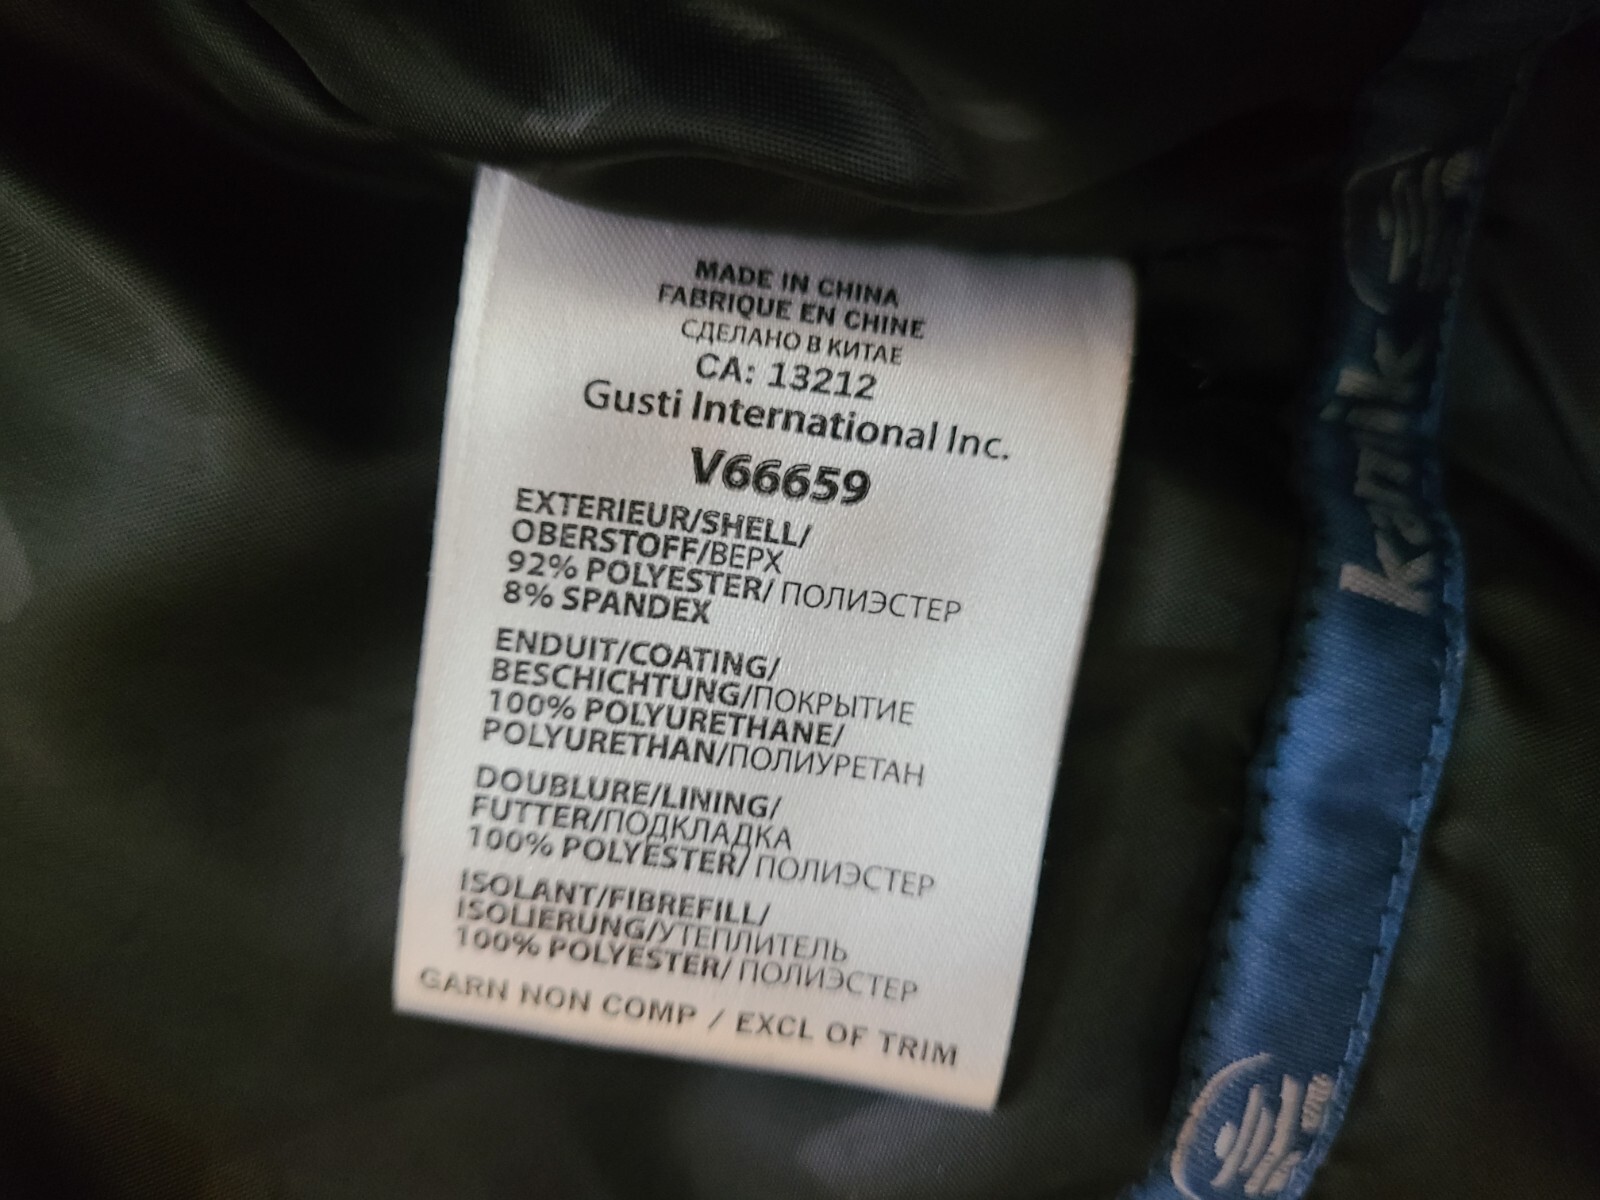 MADE IN CHINA
FABRIQUE EN CHINE
СДЕЛАНО В КИТАЕ
CA: 13212
Gusti International Inc.
V66659
EXTERIEUR/SHELL/
OBERSTOFF/ВЕРХ
92% POLYESTER/ ПОЛИЭСТЕР
8% SPANDEX
ENDUIT/COATING/
BESCHICHTUNG/ПОКРЫТИЕ
100% POLYURETHANE/
POLYURETHAN/ПОЛИУРЕТАН
DOUBLURE/LINING/
FUTTER/ПОДКЛАДКА
100% POLYESTER/ ПОЛИЭСТЕР
ISOLANT/FIBREFILL/
ISOLIERUNG/УТЕПЛИТЕЛЬ
100% POLYESTER/ ПОЛИЭСТЕР
GARN NON COMP / EXCL OF TRIM
kanik